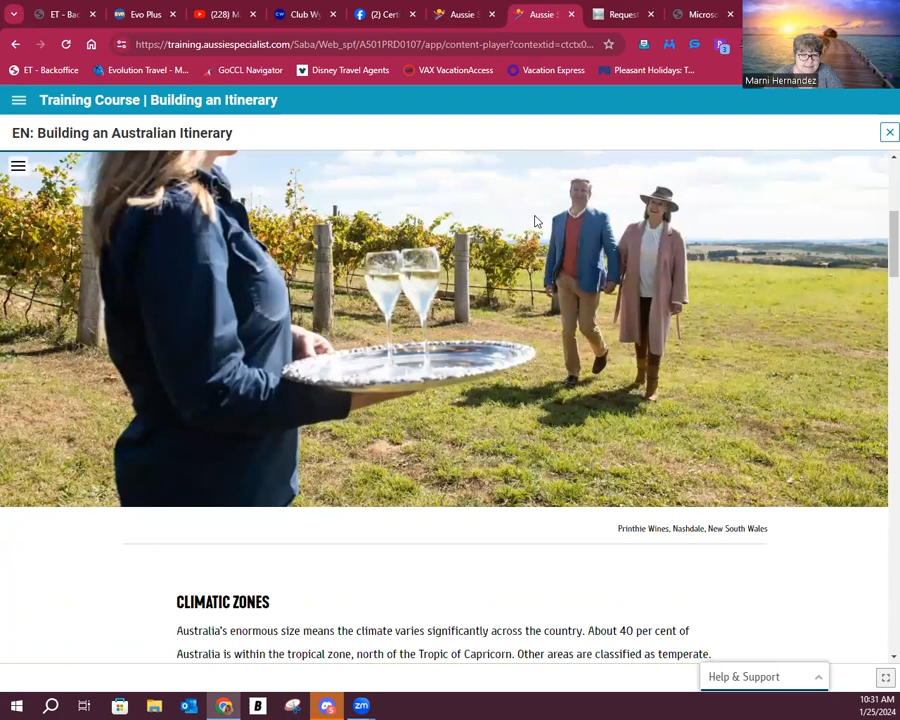 ET - Bac
Evo Plus
(228) M
Club W
(2) Cert
Aussie S
Aussie S
Request
Microso
https://training.aussiespecialist.com/Saba/Web_spf/A501PRD0107/app/content-player?contextid=ctctx0...
3
ET - Backoffice
Evolution Travel - M...
GoCCL Navigator
Disney Travel Agents
VAX VacationAccess
Vacation Express
Pleasant Holidays: T...
Marni Hernandez
Training Course | Building an Itinerary
EN: Building an Australian Itinerary
Printhie Wines, Nashdale, New South Wales
CLIMATIC ZONES
Australia's enormous size means the climate varies significantly across the country. About 40 per cent of
Australia is within the tropical zone, north of the Tropic of Capricorn. Other areas are classified as temperate.
Help & Support
10:31 AM
1/25/2024